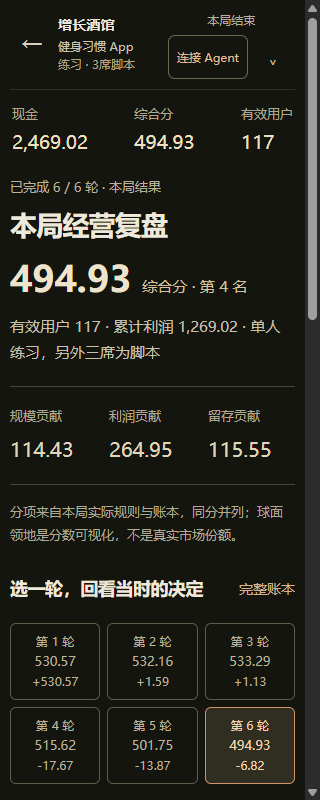 增长酒馆
健身习惯 App
练习 · 3席脚本
本局结束
连接 Agent
现金 综合分 有效用户
2,469.02 494.93 117
已完成 6 / 6 轮 · 本局结果
本局经营复盘
494.93 综合分 · 第 4 名
有效用户 117 · 累计利润 1,269.02 · 单人
练习，另外三席为脚本
规模贡献 利润贡献 留存贡献
114.43 264.95 115.55
分项来自本局实际规则与账本，同分并列；球面
领地是分数可视化，不是真实市场份额。
选一轮，回看当时的决定 完整账本
第 1 轮 第 2 轮 第 3 轮
530.57 532.16 533.29
+530.57 +1.59 +1.13
第 4 轮 第 5 轮 第 6 轮
515.62 501.75 494.93
-17.67 -13.87 -6.82